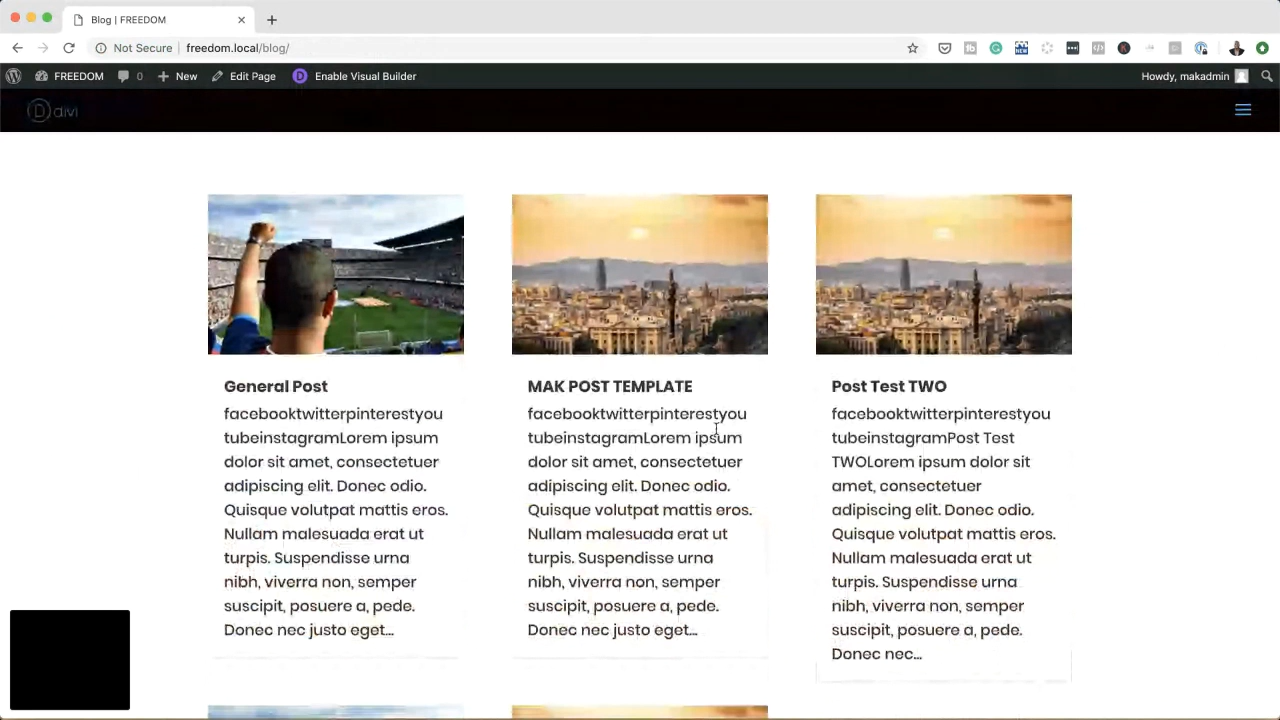 Blog | FREEDOM
Not Secure | freedom.local/blog/
FREEDOM 0 New Edit Page D Enable Visual Builder Howdy, makadmin
D divi
General Post
facebooktwitterpinterestyou
tubeinstagramLorem ipsum
dolor sit amet, consectetuer
adipiscing elit. Donec odio.
Quisque volutpat mattis eros.
Nullam malesuada erat ut
turpis. Suspendisse urna
nibh, viverra non, semper
suscipit, posuere a, pede.
Donec nec justo eget...
MAK POST TEMPLATE
facebooktwitterpinterestyou
tubeinstagramLorem ipsum
dolor sit amet, consectetuer
adipiscing elit. Donec odio.
Quisque volutpat mattis eros.
Nullam malesuada erat ut
turpis. Suspendisse urna
nibh, viverra non, semper
suscipit, posuere a, pede.
Donec nec justo eget...
Post Test TWO
facebooktwitterpinterestyou
tubeinstagramPost Test
TWOLorem ipsum dolor sit
amet, consectetuer
adipiscing elit. Donec odio.
Quisque volutpat mattis eros.
Nullam malesuada erat ut
turpis. Suspendisse urna
nibh, viverra non, semper
suscipit, posuere a, pede.
Donec nec...